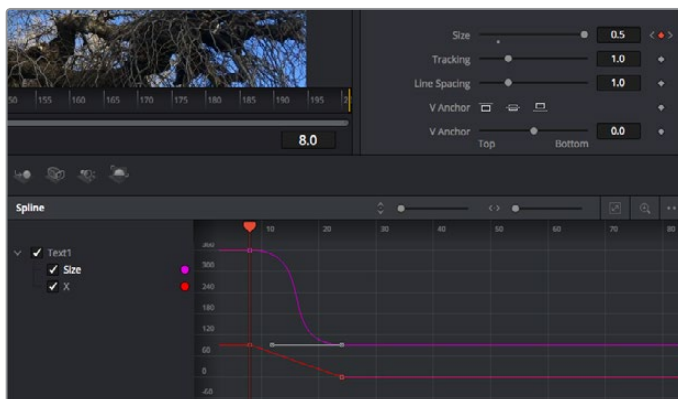 Size 0.5
Tracking 1.0
Line Spacing 1.0
V Anchor
V Anchor 0.0
Top Bottom
50 155 160 165 170 175 180 185 190 195
8.0
Spline
10 20 30 40 50 60 70 80
Text1
Size
X
300
240
180
120
60
0
-60